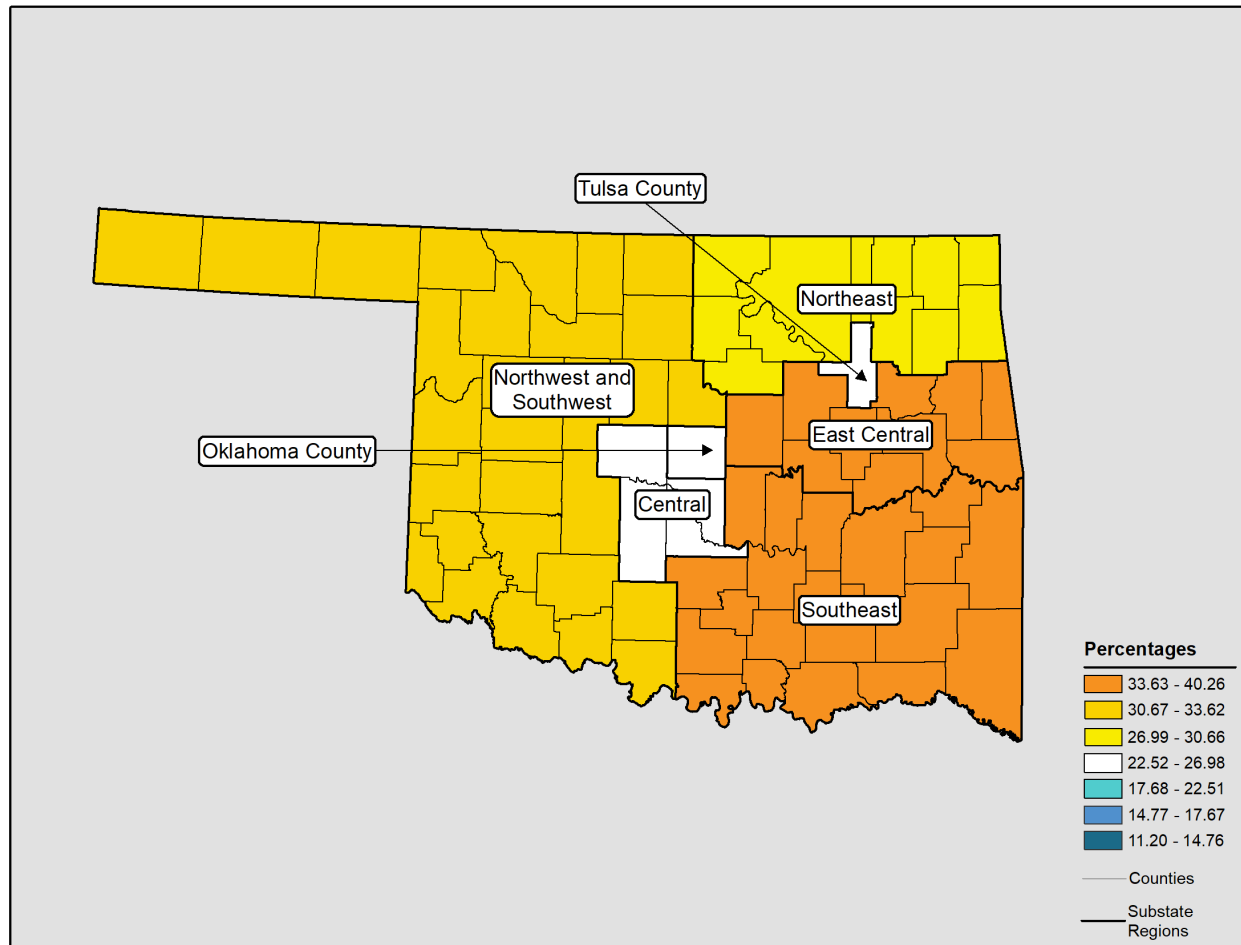 Tulsa County
Northeast
Northwest and
Southwest
East Central
Oklahoma County
Central
Southeast
Percentages
33.63 - 40.26
30.67 - 33.62
26.99 - 30.66
22.52 - 26.98
17.68 - 22.51
14.77 - 17.67
11.20 - 14.76
Counties
Substate
Regions